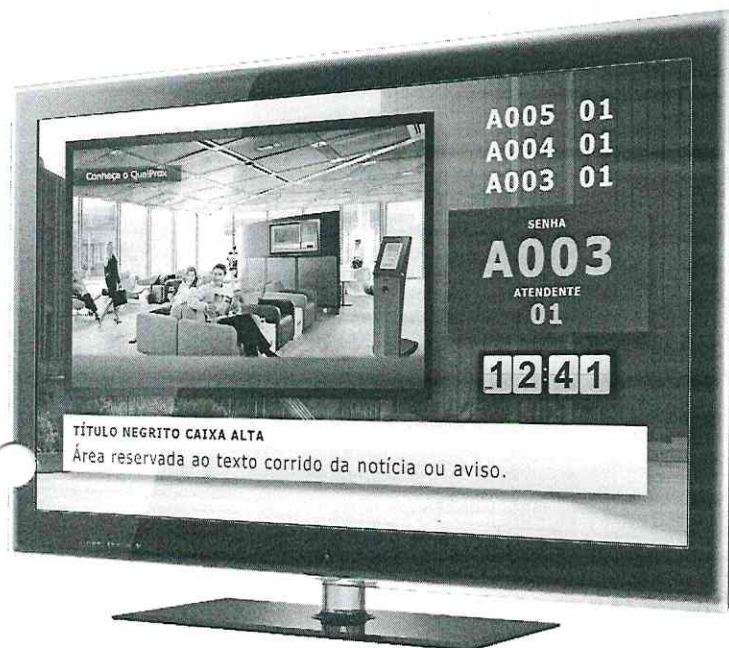 Conheça o QueiProx
A005 01
A004 01
A003 01
SENHA
A003
ATENDENTE
01
12:41
TÍTULO NEGRITO CAIXA ALTA
Área reservada ao texto corrido da notícia ou aviso.